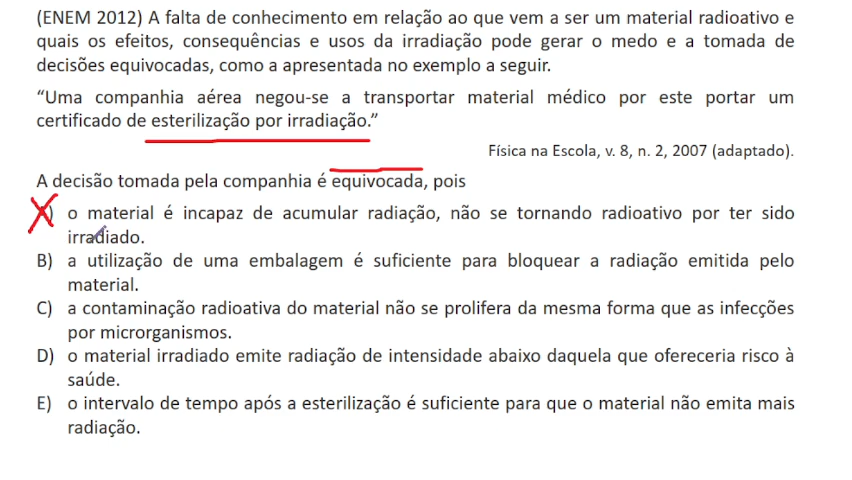 (ENEM 2012) A falta de conhecimento em relação ao que vem a ser um material radioativo e
quais os efeitos, consequências e usos da irradiação pode gerar o medo e a tomada de
decisões equivocadas, como a apresentada no exemplo a seguir.
“Uma companhia aérea negou-se a transportar material médico por este portar um
certificado de esterilização por irradiação.”
Física na Escola, v. 8, n. 2, 2007 (adaptado).
A decisão tomada pela companhia é equivocada, pois
) o material é incapaz de acumular radiação, não se tornando radioativo por ter sido
irradiado.
B) a utilização de uma embalagem é suficiente para bloquear a radiação emitida pelo
material.
C) a contaminação radioativa do material não se prolifera da mesma forma que as infecções
por microrganismos.
D) o material irradiado emite radiação de intensidade abaixo daquela que ofereceria risco à
saúde.
E) o intervalo de tempo após a esterilização é suficiente para que o material não emita mais
radiação.